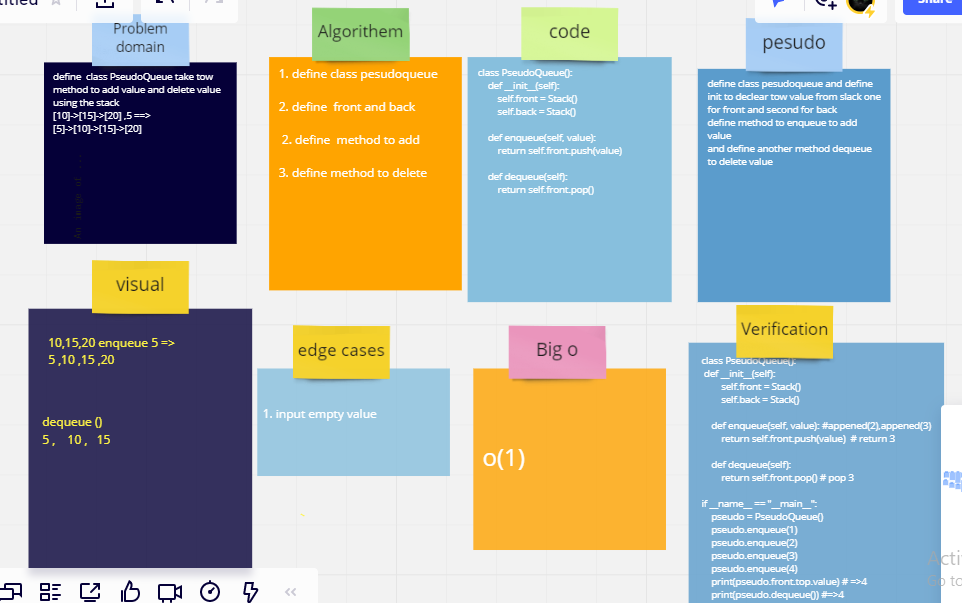 Share
Problem
domain
define class PseudoQueue take tow
method to add value and delete value
using the stack
[10]->[15]->[20] ,5 ==>
[5]->[10]->[15]->[20]
An image of ...
Algorithem
1. define class pesudoqueue
2. define front and back
2. define method to add
3. define method to delete
code
class PseudoQueue():
def __init__(self):
self.front = Stack()
self.back = Stack()
def enqueue(self, value):
return self.front.push(value)
def dequeue(self):
return self.front.pop()
pesudo
define class pesudoqueue and define
init to declear tow value from slack one
for front and second for back
define method to enqueue to add
value
and define another method dequeue
to delete value
visual
10,15,20 enqueue 5 =>
5 ,10 ,15 ,20
dequeue ()
5 , 10 , 15
edge cases
1. input empty value
Big o
o(1)
Verification
class PseudoQueue():
def __init__(self):
self.front = Stack()
self.back = Stack()
def enqueue(self, value): #appened(2),appened(3)
return self.front.push(value) # return 3
def dequeue(self):
return self.front.pop() # pop 3
if __name__ == "__main__":
pseudo = PseudoQueue()
pseudo.enqueue(1)
pseudo.enqueue(2)
pseudo.enqueue(3)
pseudo.enqueue(4)
print(pseudo.front.top.value) # =>4
print(pseudo.dequeue()) #=>4
Go to